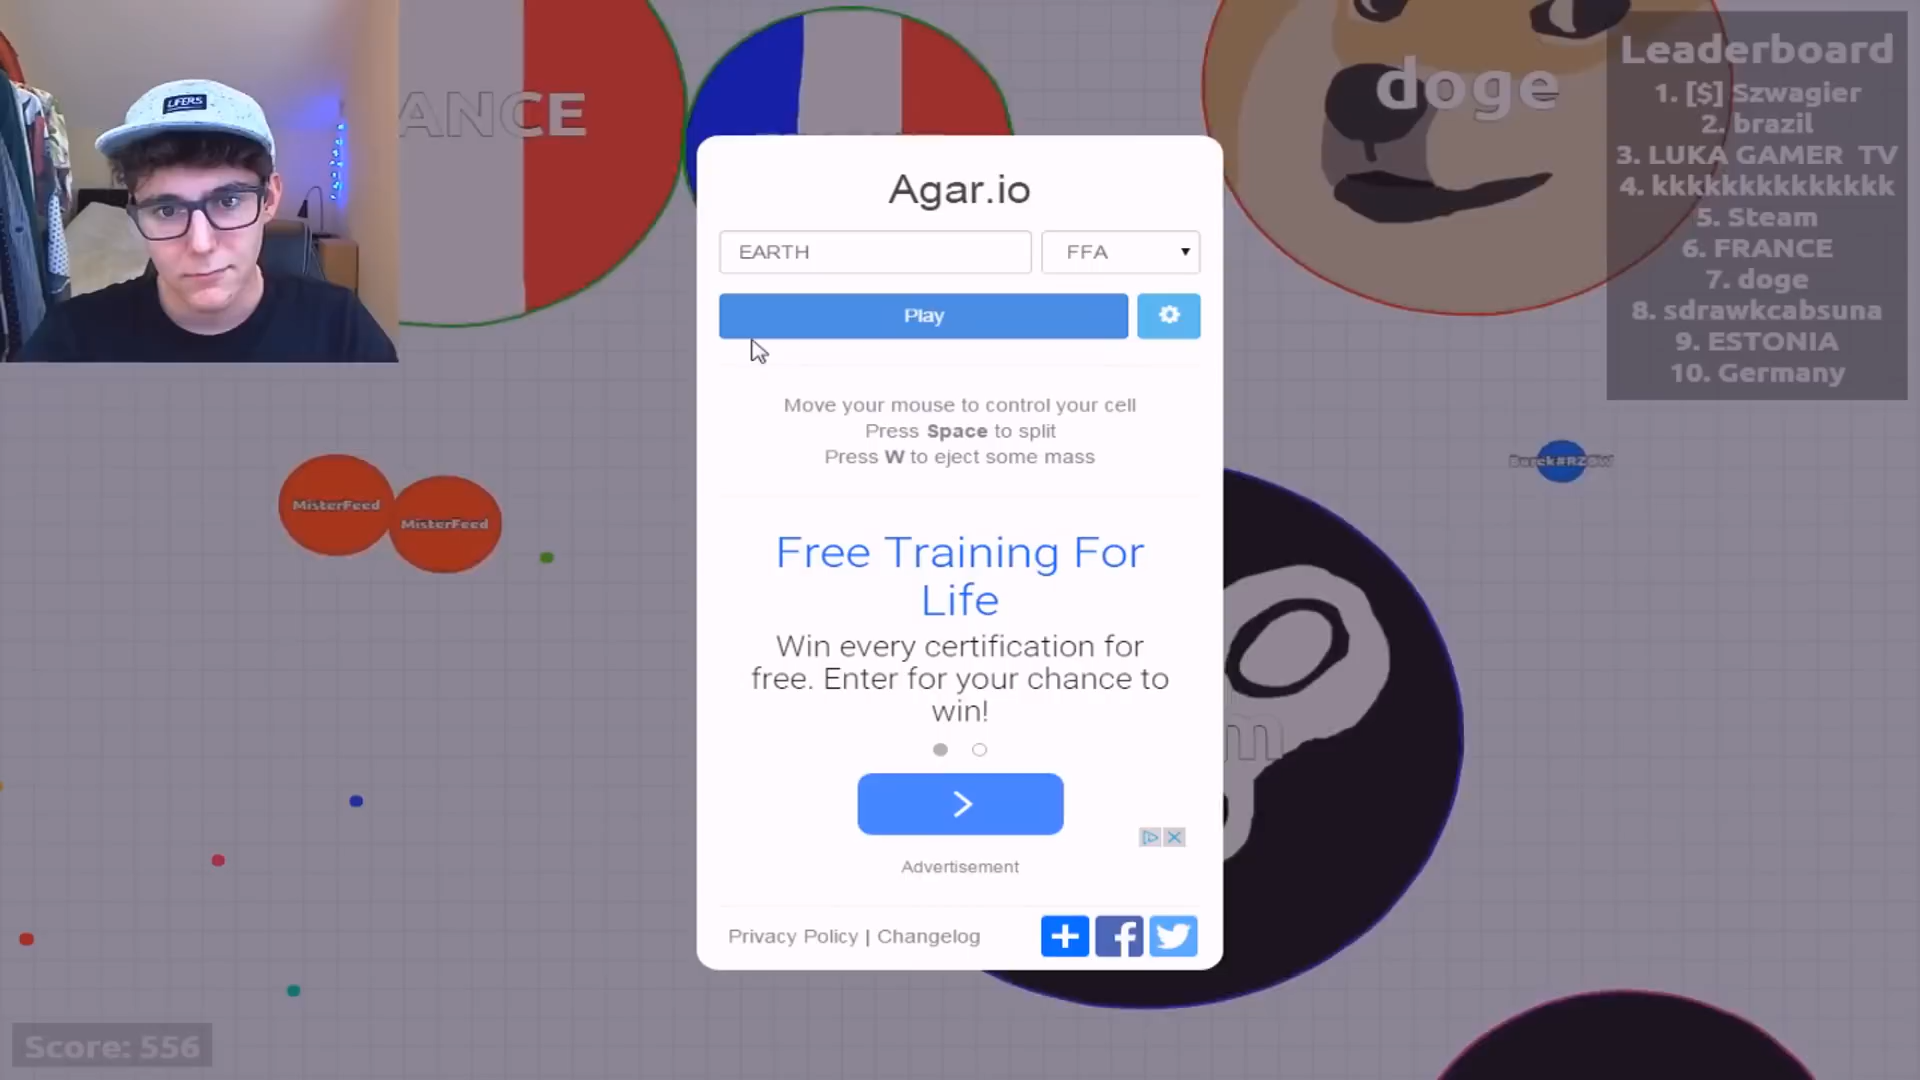 LIFERS
ANCE
doge
Leaderboard
1. [$] Szwagier
2. brazil
3. LUKA GAMER TV
4. kkkkkkkkkkkkkk
5. Steam
6. FRANCE
7. doge
8. sdrawkcabsuna
9. ESTONIA
10. Germany
Agar.io
EARTH
FFA
Play
Move your mouse to control your cell
Press Space to split
Press W to eject some mass
MisterFeed
MisterFeed
Free Training For
Life
Win every certification for
free. Enter for your chance to
win!
m
Advertisement
Privacy Policy | Changelog
Score: 556